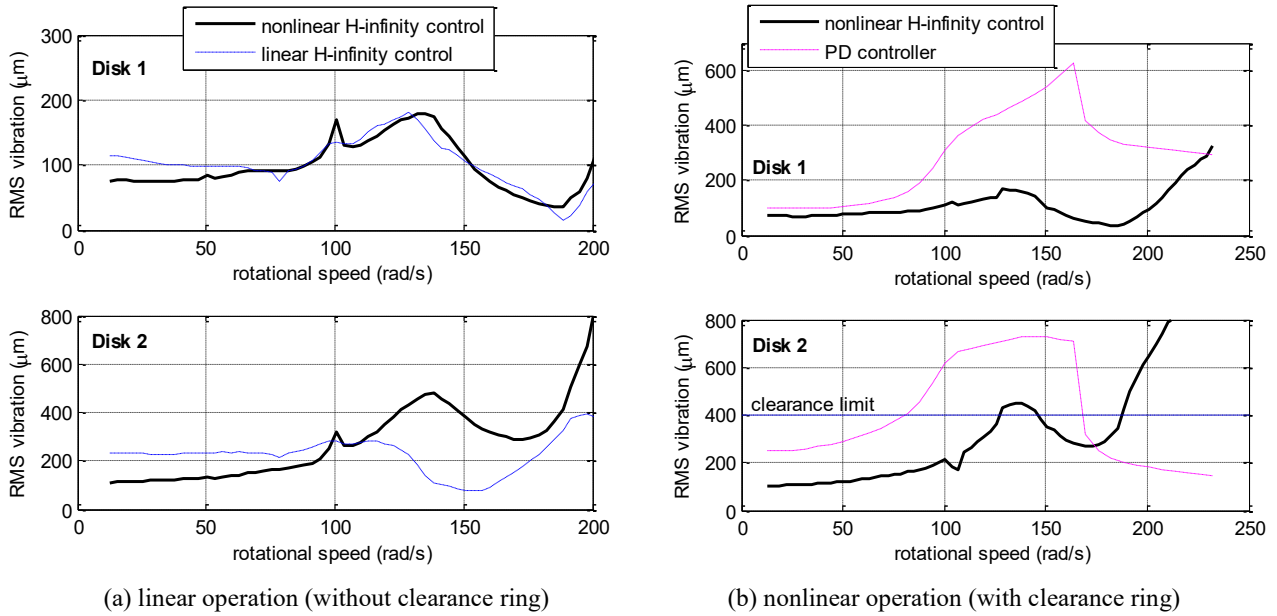 nonlinear H-infinity control
linear H-infinity control
300
200
100
0
RMS vibration (μm)
Disk 1
0
50
100
150
200
rotational speed (rad/s)
800
600
400
200
0
RMS vibration (μm)
Disk 2
0
50
100
150
200
rotational speed (rad/s)
(a) linear operation (without clearance ring)
nonlinear H-infinity control
PD controller
600
400
200
0
RMS vibration (μm)
Disk 1
0
50
100
150
200
250
rotational speed (rad/s)
800
600
400
200
0
RMS vibration (μm)
Disk 2
clearance limit
0
50
100
150
200
250
rotational speed (rad/s)
(b) nonlinear operation (with clearance ring)